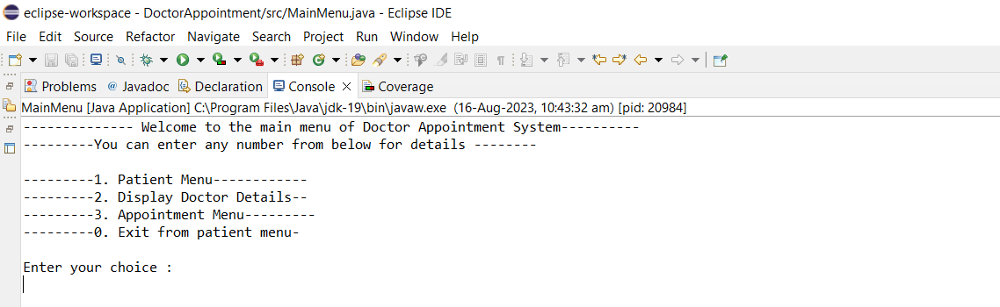 eclipse-workspace - DoctorAppointment/src/MainMenu.java - Eclipse IDE
File Edit Source Refactor Navigate Search Project Run Window Help
Problems @ Javadoc Declaration Console Coverage
MainMenu [Java Application] C:\Program Files\Java\jdk-19\bin\javaw.exe (16-Aug-2023, 10:43:32 am) [pid: 20984]
-------------- Welcome to the main menu of Doctor Appointment System----------
---------You can enter any number from below for details --------
---------1. Patient Menu------------
---------2. Display Doctor Details--
---------3. Appointment Menu---------
---------0. Exit from patient menu-
Enter your choice :